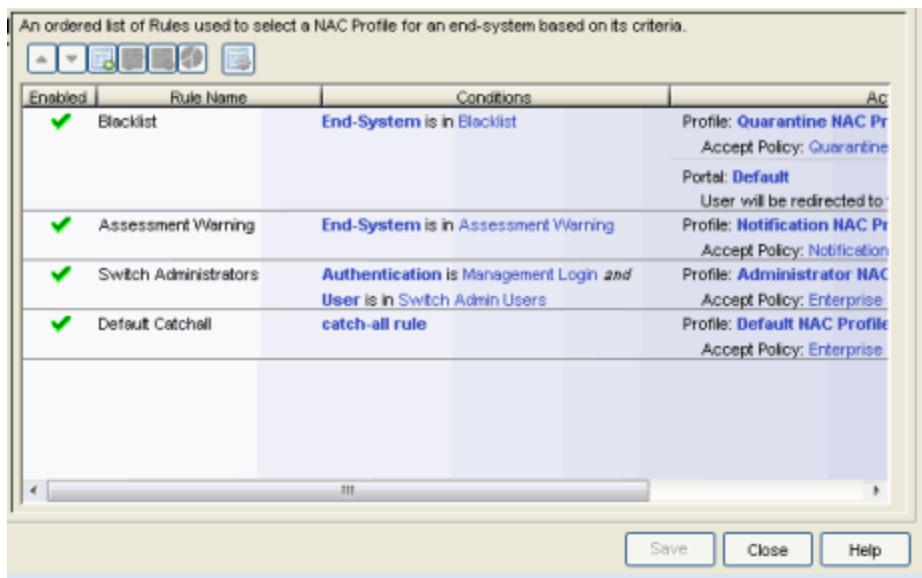 An ordered list of Rules used to select a NAC Profile for an end-system based on its criteria.
Enabled Rule Name Conditions Ac
Blacklist End-System is in Blacklist Profile: Quarantine NAC Pr
Accept Policy: Quarantine
Portal: Default
User will be redirected to
Assessment Warning End-System is in Assessment Warning Profile: Notification NAC Pr
Accept Policy: Notification
Switch Administrators Authentication is Management Login and Profile: Administrator NAC
User is in Switch Admin Users Accept Policy: Enterprise
Default Catchall catch-all rule Profile: Default NAC Profile
Accept Policy: Enterprise
Save Close Help